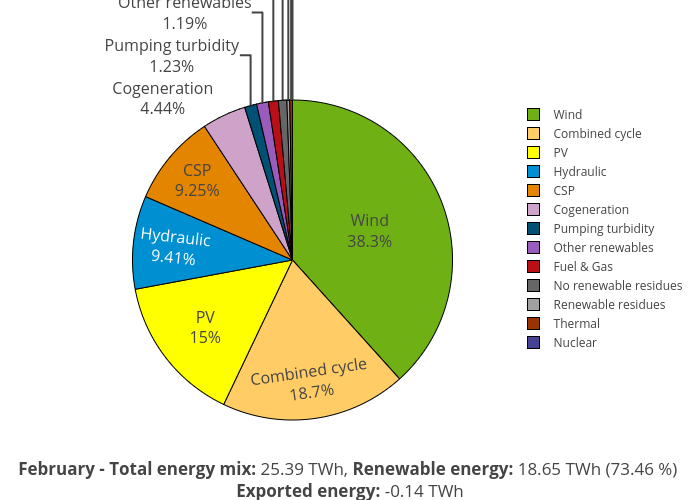 Other renewables
1.19%
Pumping turbidity
1.23%
Cogeneration
4.44%
CSP
9.25%
Hydraulic
9.41%
PV
15%
Combined cycle
18.7%
Wind
38.3%
Wind
Combined cycle
PV
Hydraulic
CSP
Cogeneration
Pumping turbidity
Other renewables
Fuel & Gas
No renewable residues
Renewable residues
Thermal
Nuclear
February - Total energy mix: 25.39 TWh, Renewable energy: 18.65 TWh (73.46 %)
Exported energy: -0.14 TWh